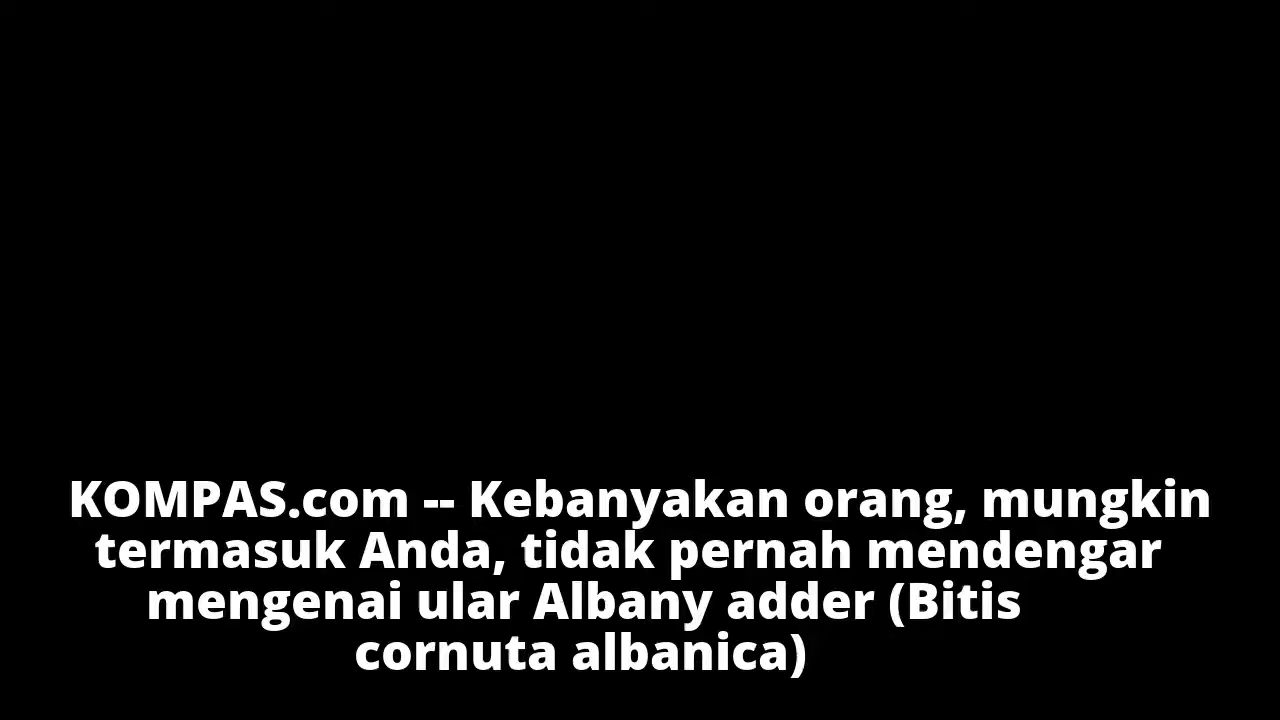 KOMPAS.com -- Kebanyakan orang, mungkin
termasuk Anda, tidak pernah mendengar
mengenai ular Albany adder (Bitis
cornuta albanica)